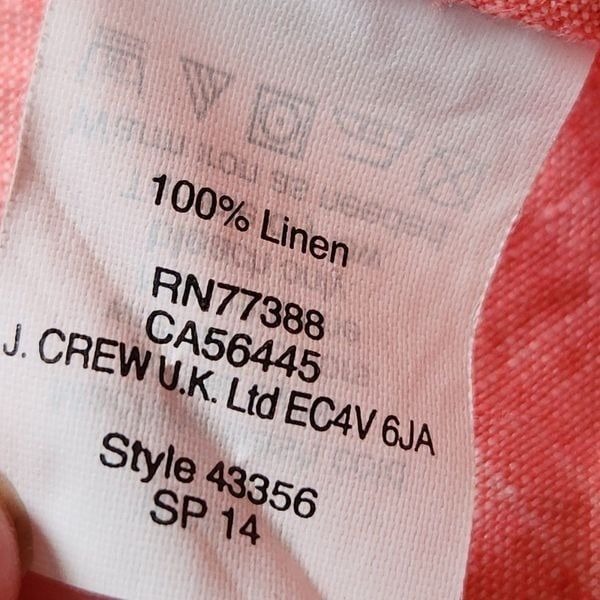 100% Linen
RN77388
CA56445
J. CREW U.K. Ltd EC4V 6JA
Style 43356
SP 14